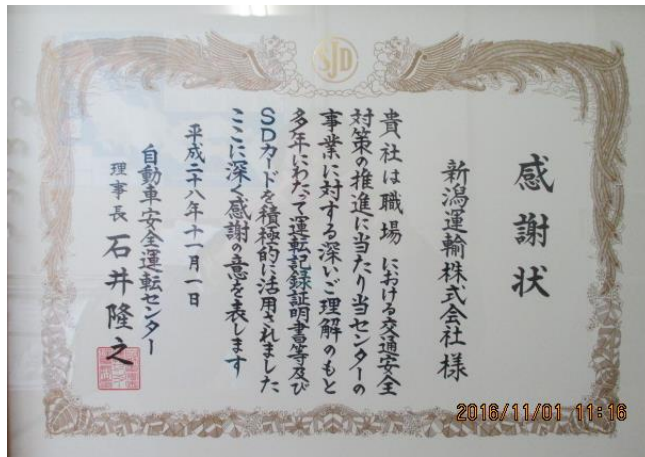 SJD
感謝状
新潟運輸株式会社様
貴社は職場における交通安全
対策の推進に当たり当センターの
事業に対する深いご理解のもと
多年にわたって運転記録証明書等及び
SDカードを積極的に活用されました
ここに深く感謝の意を表します
平成二十八年十一月一日
自動車安全運転センター
理事長 石井隆之
2016/11/01 11:16